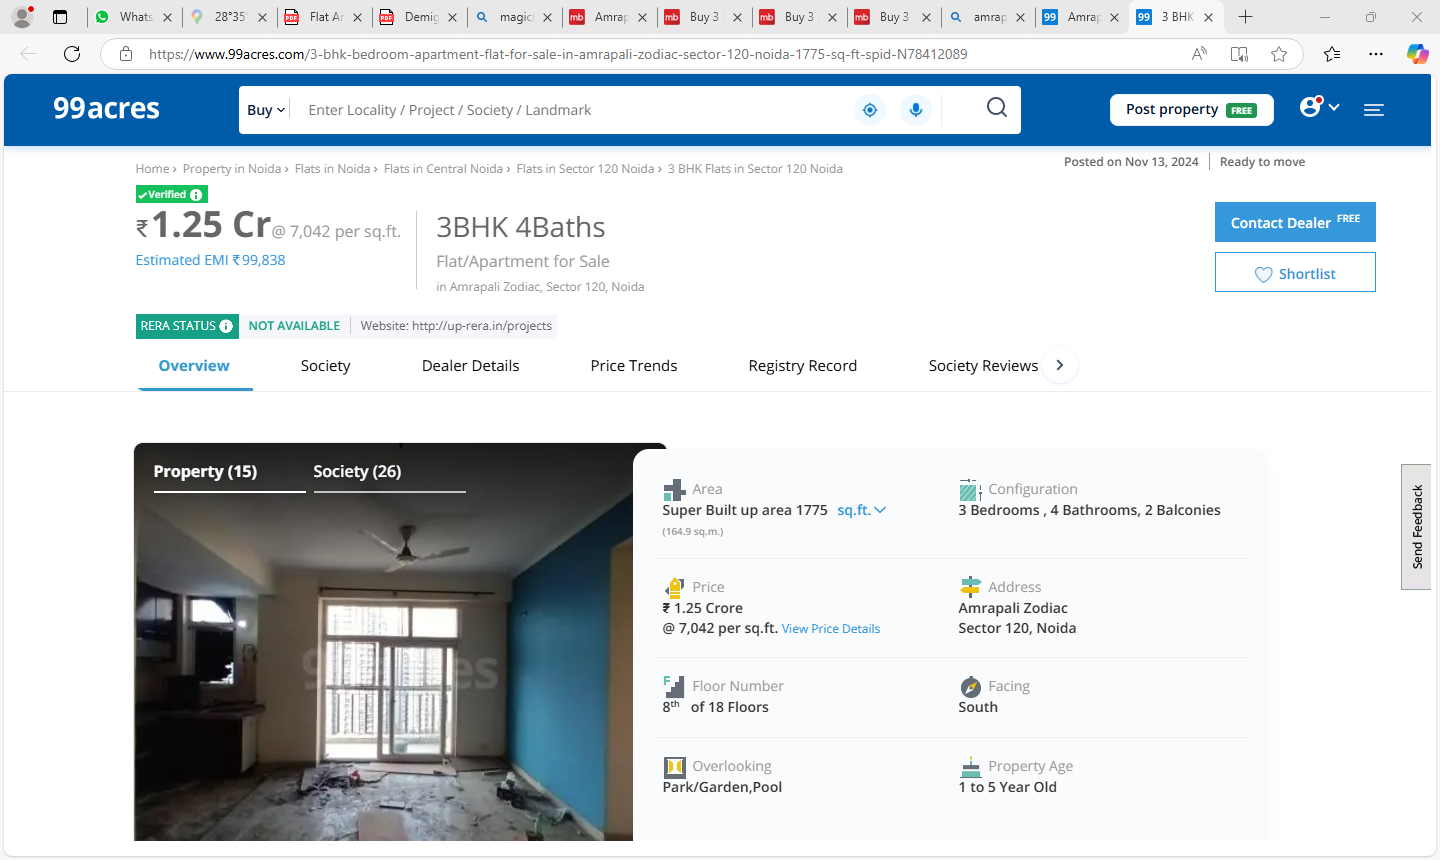 Whats
28°35'
Flat Ar
Demig
magicl
Amrap
Buy 3
Buy 3
Buy 3
amrap
Amrap
3 BHK
https://www.99acres.com/3-bhk-bedroom-apartment-flat-for-sale-in-amrapali-zodiac-sector-120-noida-1775-sq-ft-spid-N78412089
99acres
Buy
Enter Locality / Project / Society / Landmark
Post property FREE
Home › Property in Noida › Flats in Noida › Flats in Central Noida › Flats in Sector 120 Noida › 3 BHK Flats in Sector 120 Noida
Posted on Nov 13, 2024 | Ready to move
Verified
₹1.25 Cr@ 7,042 per sq.ft.
Estimated EMI ₹99,838
3BHK 4Baths
Flat/Apartment for Sale
in Amrapali Zodiac, Sector 120, Noida
Contact Dealer FREE
Shortlist
RERA STATUS NOT AVAILABLE Website: http://up-rera.in/projects
Overview Society Dealer Details Price Trends Registry Record Society Reviews
Property (15) Society (26)
99acres
Area
Super Built up area 1775 sq.ft.
(164.9 sq.m.)
Configuration
3 Bedrooms , 4 Bathrooms, 2 Balconies
Price
₹ 1.25 Crore
@ 7,042 per sq.ft. View Price Details
Address
Amrapali Zodiac
Sector 120, Noida
Floor Number
8th of 18 Floors
Facing
South
Overlooking
Park/Garden,Pool
Property Age
1 to 5 Year Old
Send Feedback